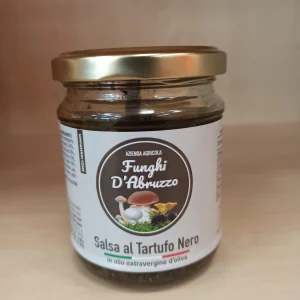 AZIENDA AGRICOLA
Funghi
D'Abruzzo
Salsa al Tartufo Nero
in olio extravergine d'oliva